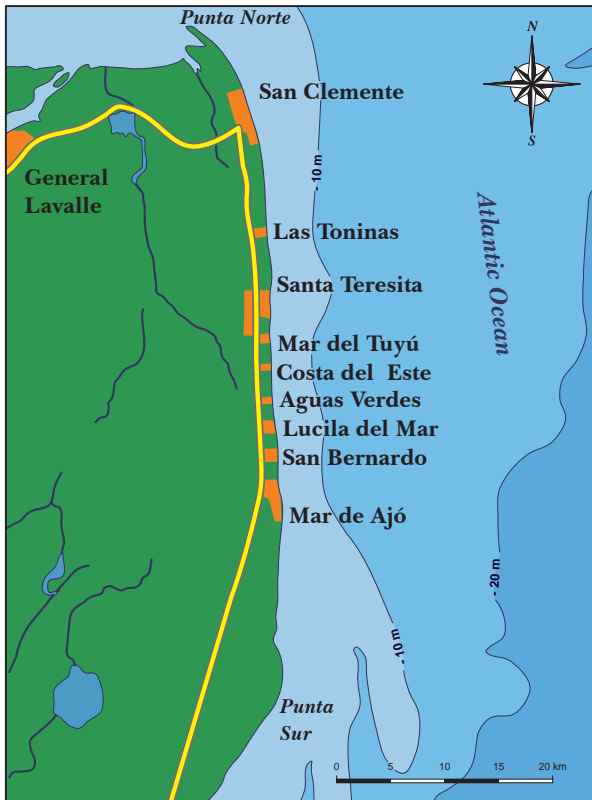 Punta Norte
N
San Clemente
S
- 10 m
General
Lavalle
Atlantic Ocean
Las Toninas
Santa Teresita
Mar del Tuyú
Costa del Este
Aguas Verdes
Lucila del Mar
San Bernardo
Mar de Ajó
- 20 m
- 10 m
Punta
Sur
0 5 10 15 20 km